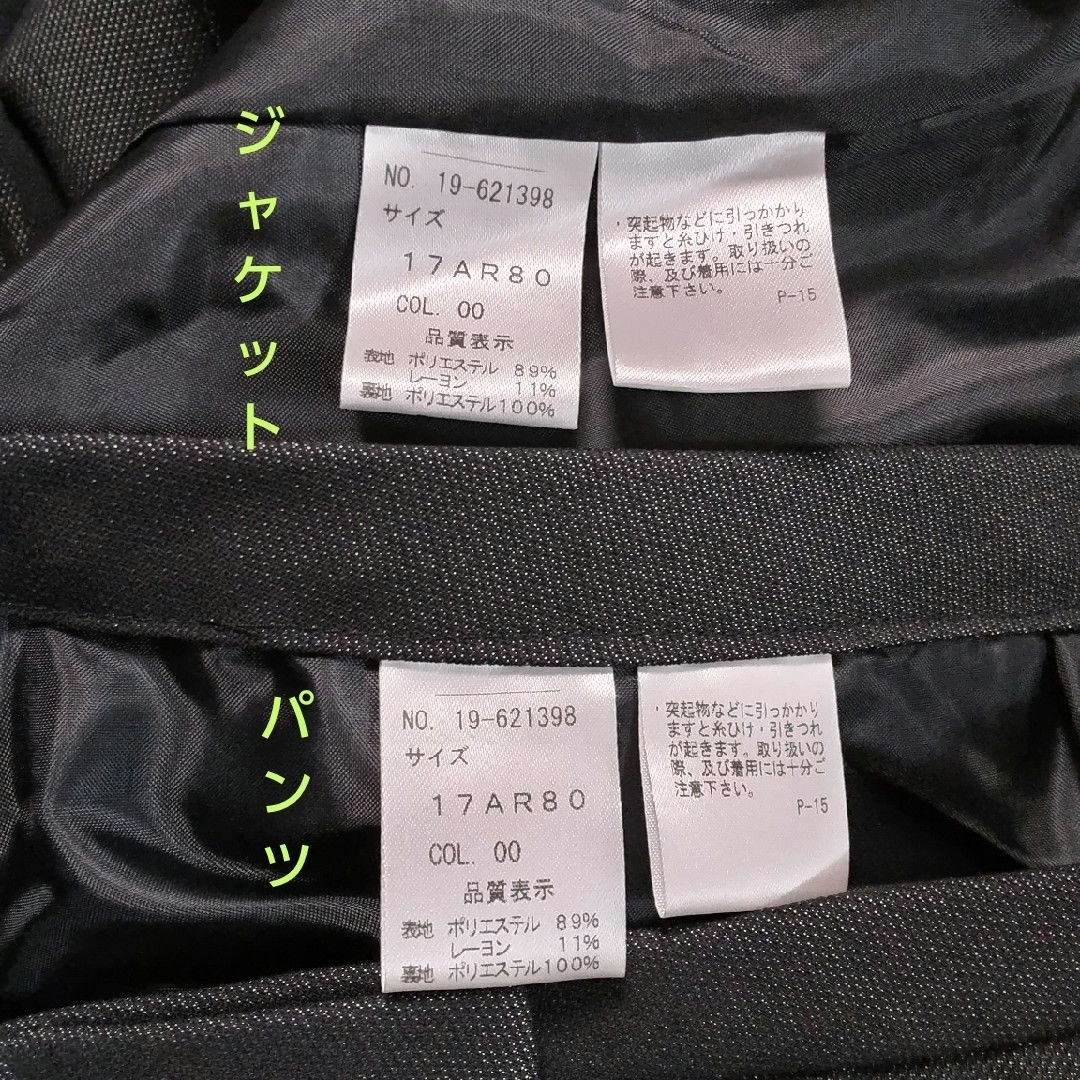 ジャケット
NO. 19-621398
サイズ
17AR80
COL. 00
品質表示
表地 ポリエステル 89%
レーヨン 11%
裏地 ポリエステル100%
・突起物などに引っかかり
ますと糸ひけ・引きつれ
が起きます。取り扱いの
際、及び着用には十分ご
注意下さい。
P-15
パンツ
NO. 19-621398
サイズ
17AR80
COL. 00
品質表示
表地 ポリエステル 89%
レーヨン 11%
裏地 ポリエステル100%
・突起物などに引っかかり
ますと糸ひけ・引きつれ
が起きます。取り扱いの
際、及び着用には十分ご
注意下さい。
P-15